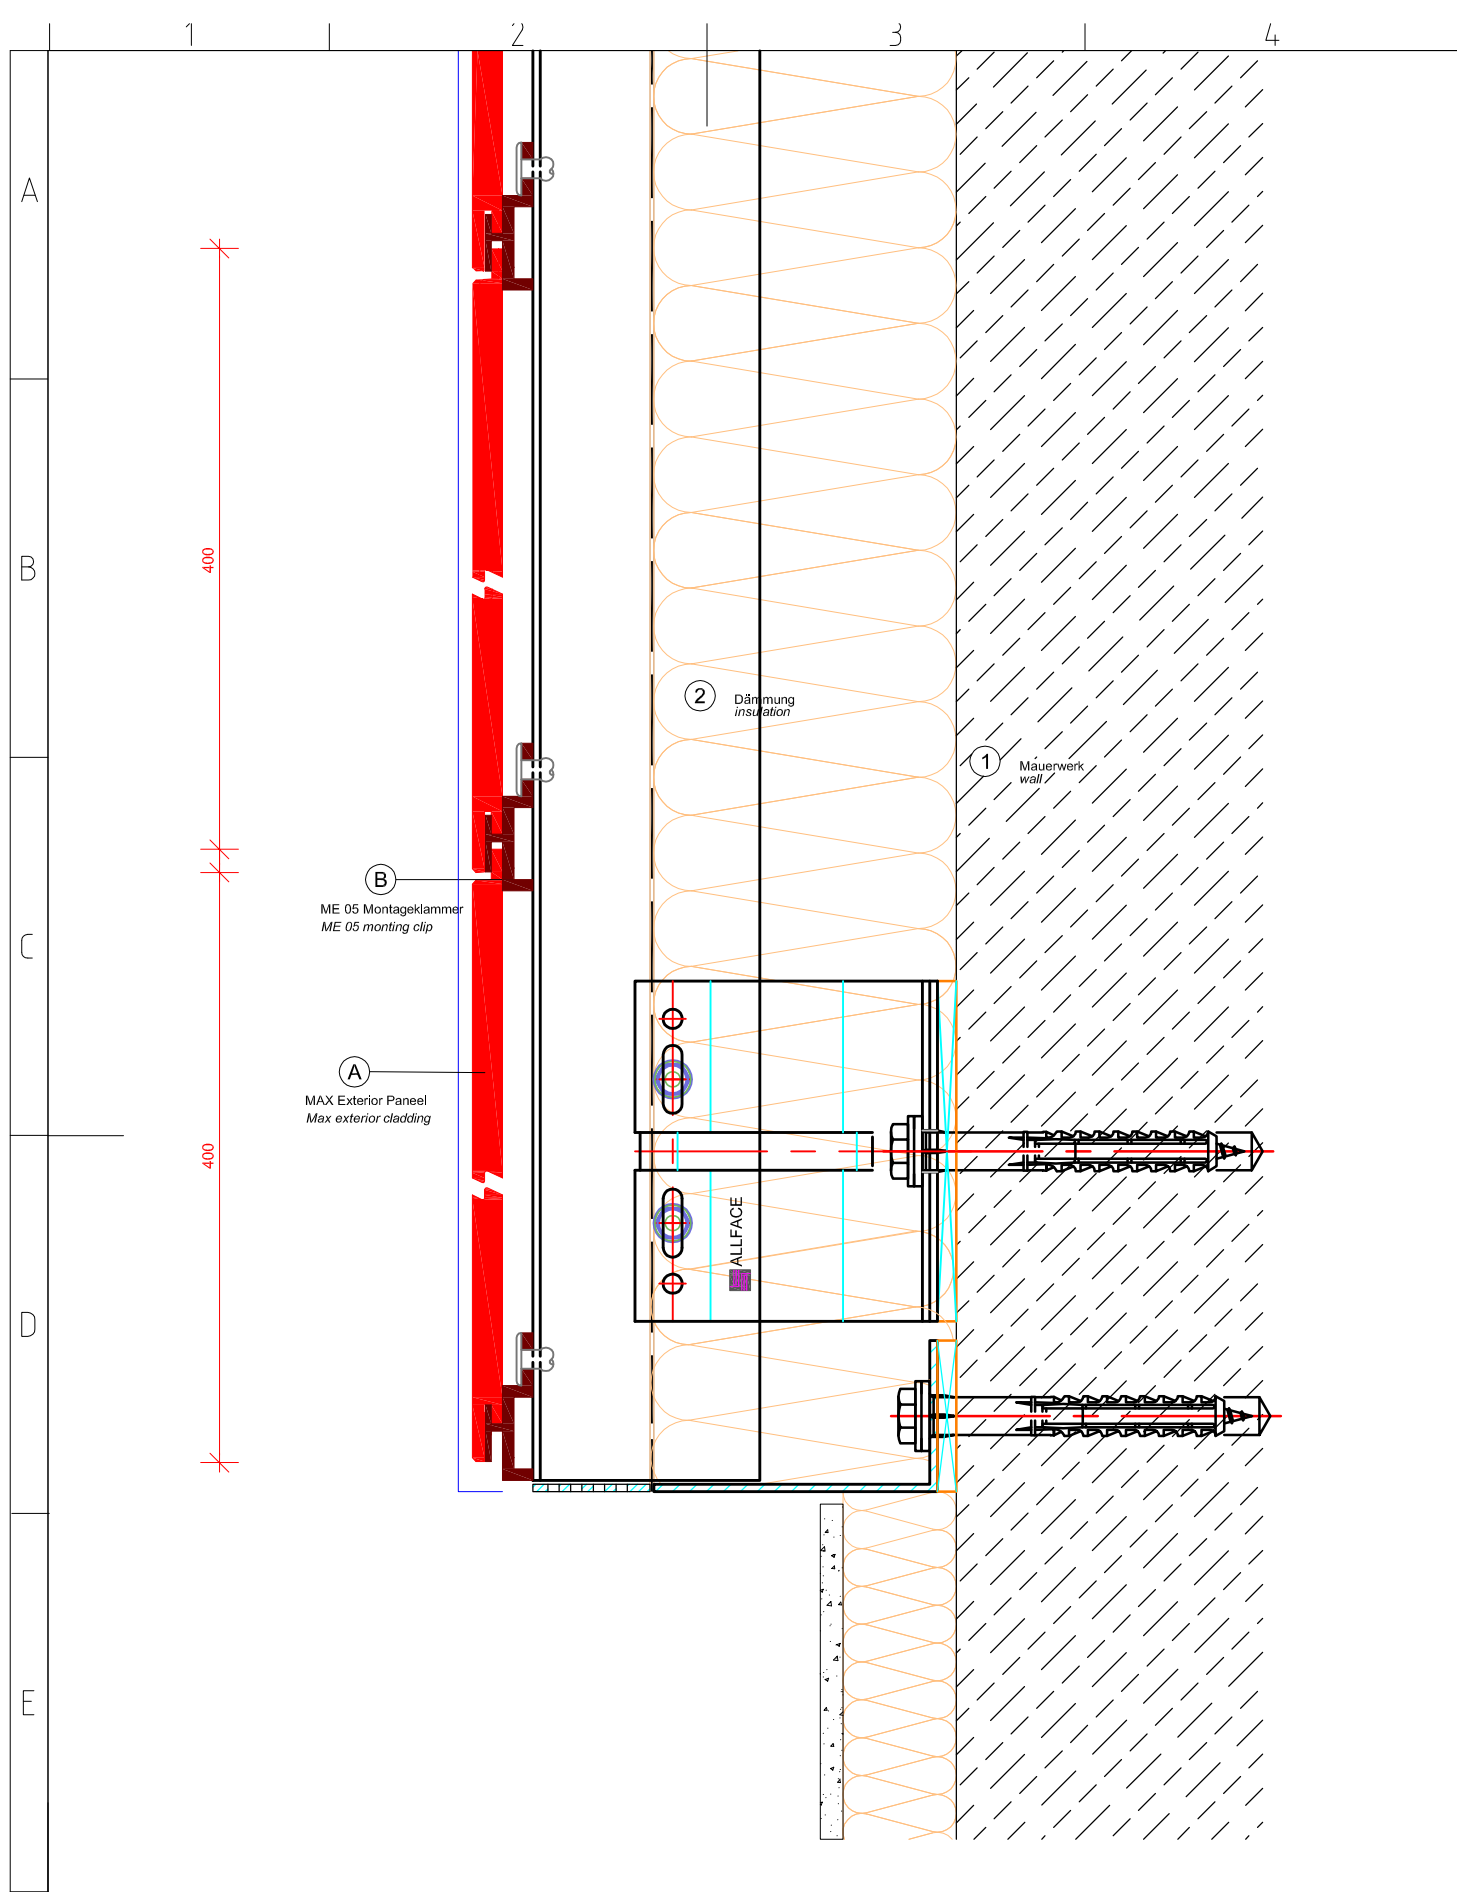 1
2
3
4
A
B
C
D
E
400
2
Dämmung
insulation
1
Mauerwerk
wall
B
ME 05 Montageklammer
ME 05 monting clip
A
MAX Exterior Paneel
Max exterior cladding
400
ALLFACE